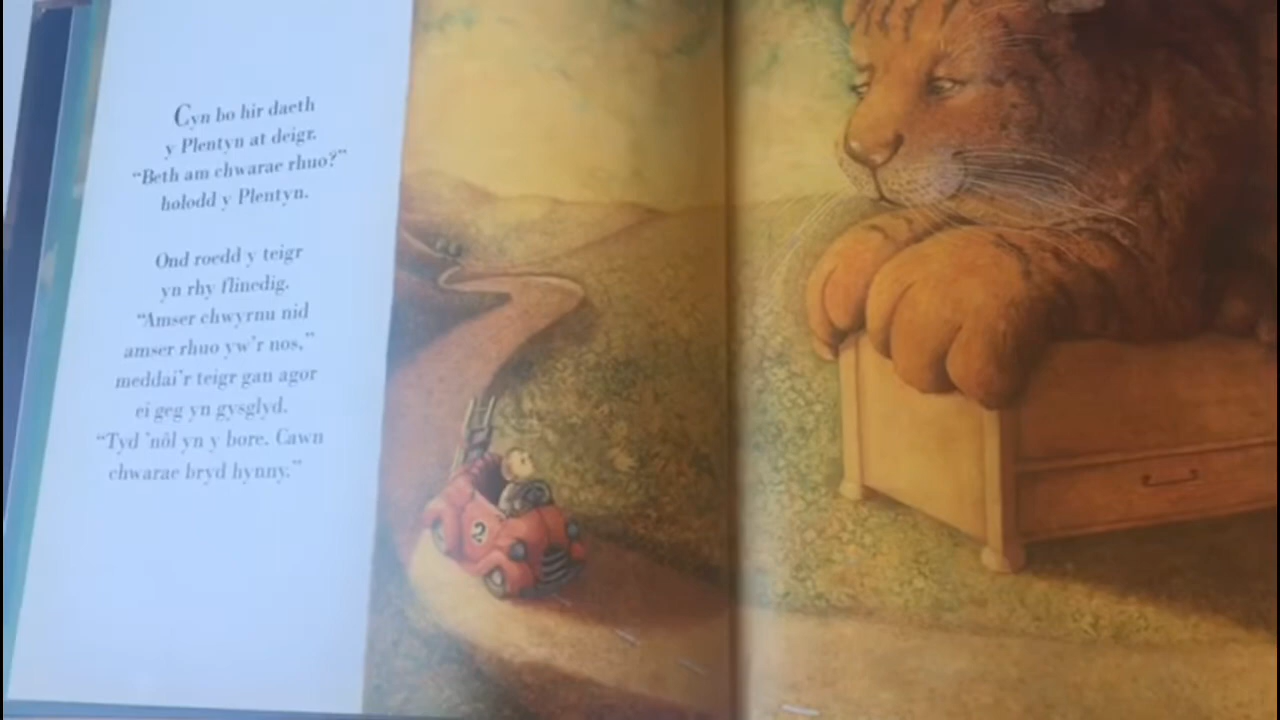 Cyn bo hir daeth
y Plentyn at deigr.
“Beth am chwarae rhuo?”
holodd y Plentyn.
Ond roedd y teigr
yn rhy flinedig.
“Amser chwyrnu nid
amser rhuo yw’r nos,”
meddai’r teigr gan agor
ei geg yn gysglyd.
“Tyd ’nôl yn y bore. Cawn
chwarae bryd hynny.”
2